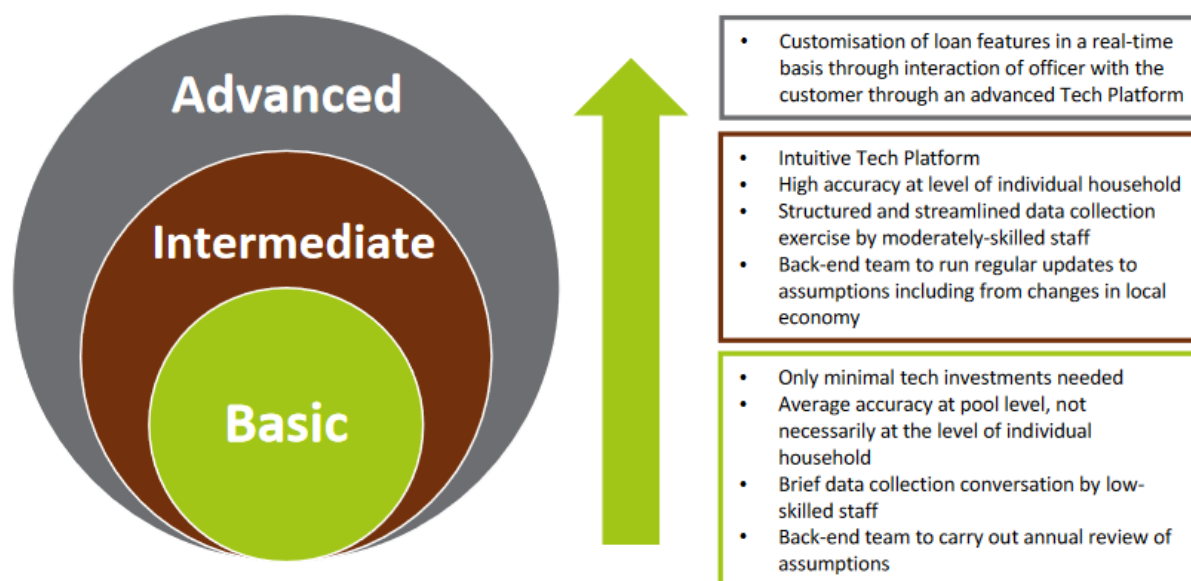 Advanced
Intermediate
Basic
• Customisation of loan features in a real-time
basis through interaction of officer with the
customer through an advanced Tech Platform
• Intuitive Tech Platform
• High accuracy at level of individual household
• Structured and streamlined data collection
exercise by moderately-skilled staff
• Back-end team to run regular updates to
assumptions including from changes in local
economy
• Only minimal tech investments needed
• Average accuracy at pool level, not
necessarily at the level of individual
household
• Brief data collection conversation by low-
skilled staff
• Back-end team to carry out annual review of
assumptions